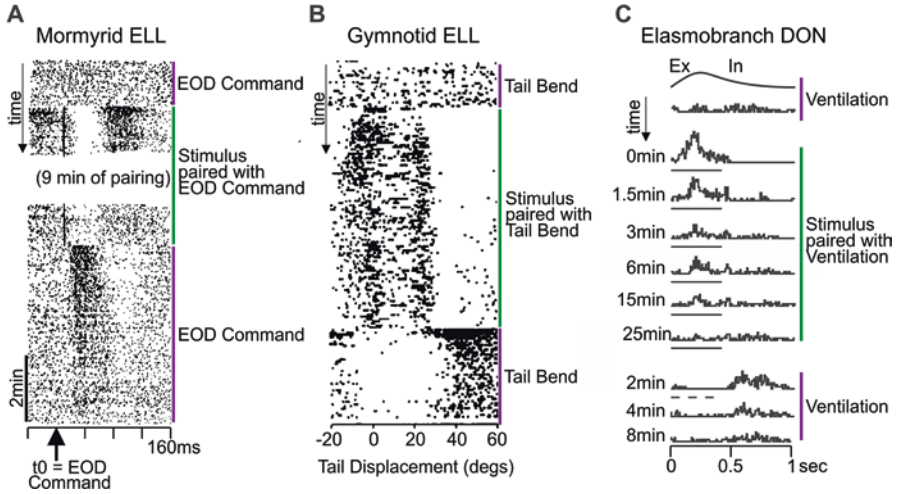 A
Mormyrid ELL
time
EOD Command
Stimulus
paired with
EOD Command
(9 min of pairing)
EOD Command
2min
160ms
t0 = EOD
Command
B
Gymnotid ELL
time
Tail Bend
Stimulus
paired with
Tail Bend
Tail Bend
-20
0
20
40
60
Tail Displacement (degs)
C
Elasmobranch DON
Ex
In
Ventilation
time
0min
1.5min
3min
6min
15min
25min
Stimulus
paired with
Ventilation
2min
4min
8min
Ventilation
0
0.5
1 sec